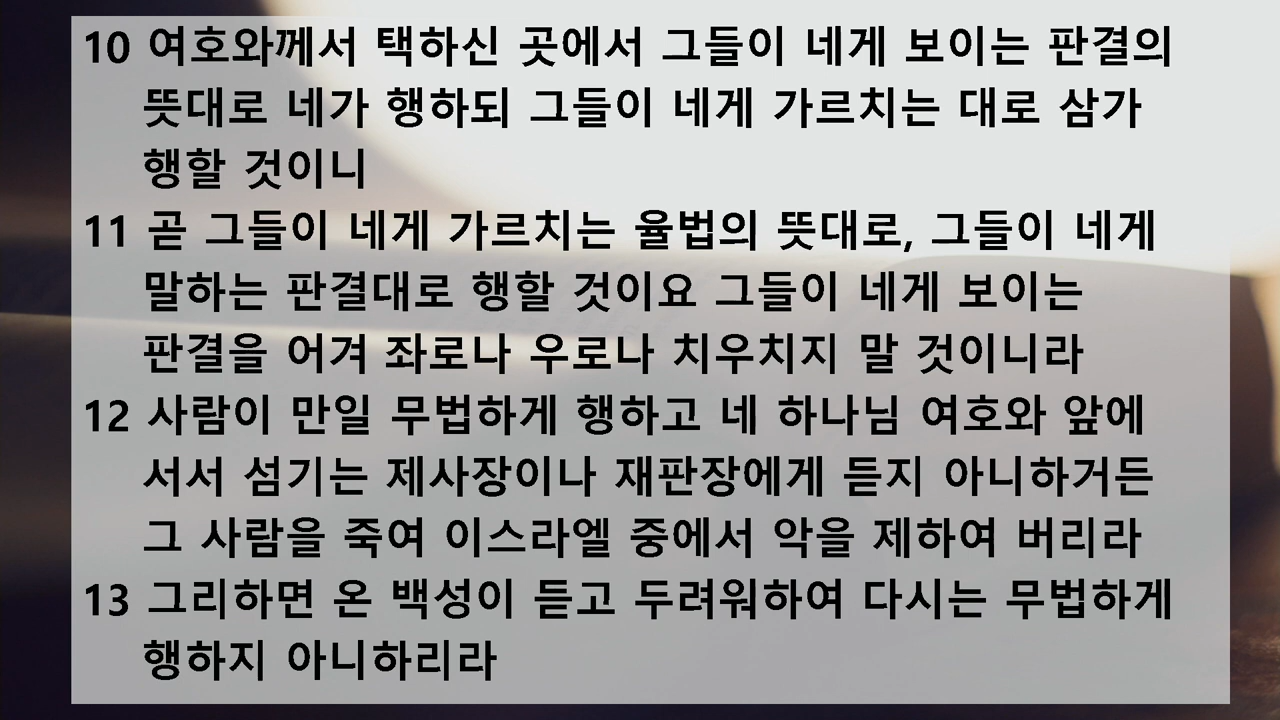 10 여호와께서 택하신 곳에서 그들이 네게 보이는 판결의
뜻대로 네가 행하되 그들이 네게 가르치는 대로 삼가
행할 것이니
11 곧 그들이 네게 가르치는 율법의 뜻대로, 그들이 네게
말하는 판결대로 행할 것이요 그들이 네게 보이는
판결을 어겨 좌로나 우로나 치우치지 말 것이니라
12 사람이 만일 무법하게 행하고 네 하나님 여호와 앞에
서서 섬기는 제사장이나 재판장에게 듣지 아니하거든
그 사람을 죽여 이스라엘 중에서 악을 제하여 버리라
13 그리하면 온 백성이 듣고 두려워하여 다시는 무법하게
행하지 아니하리라